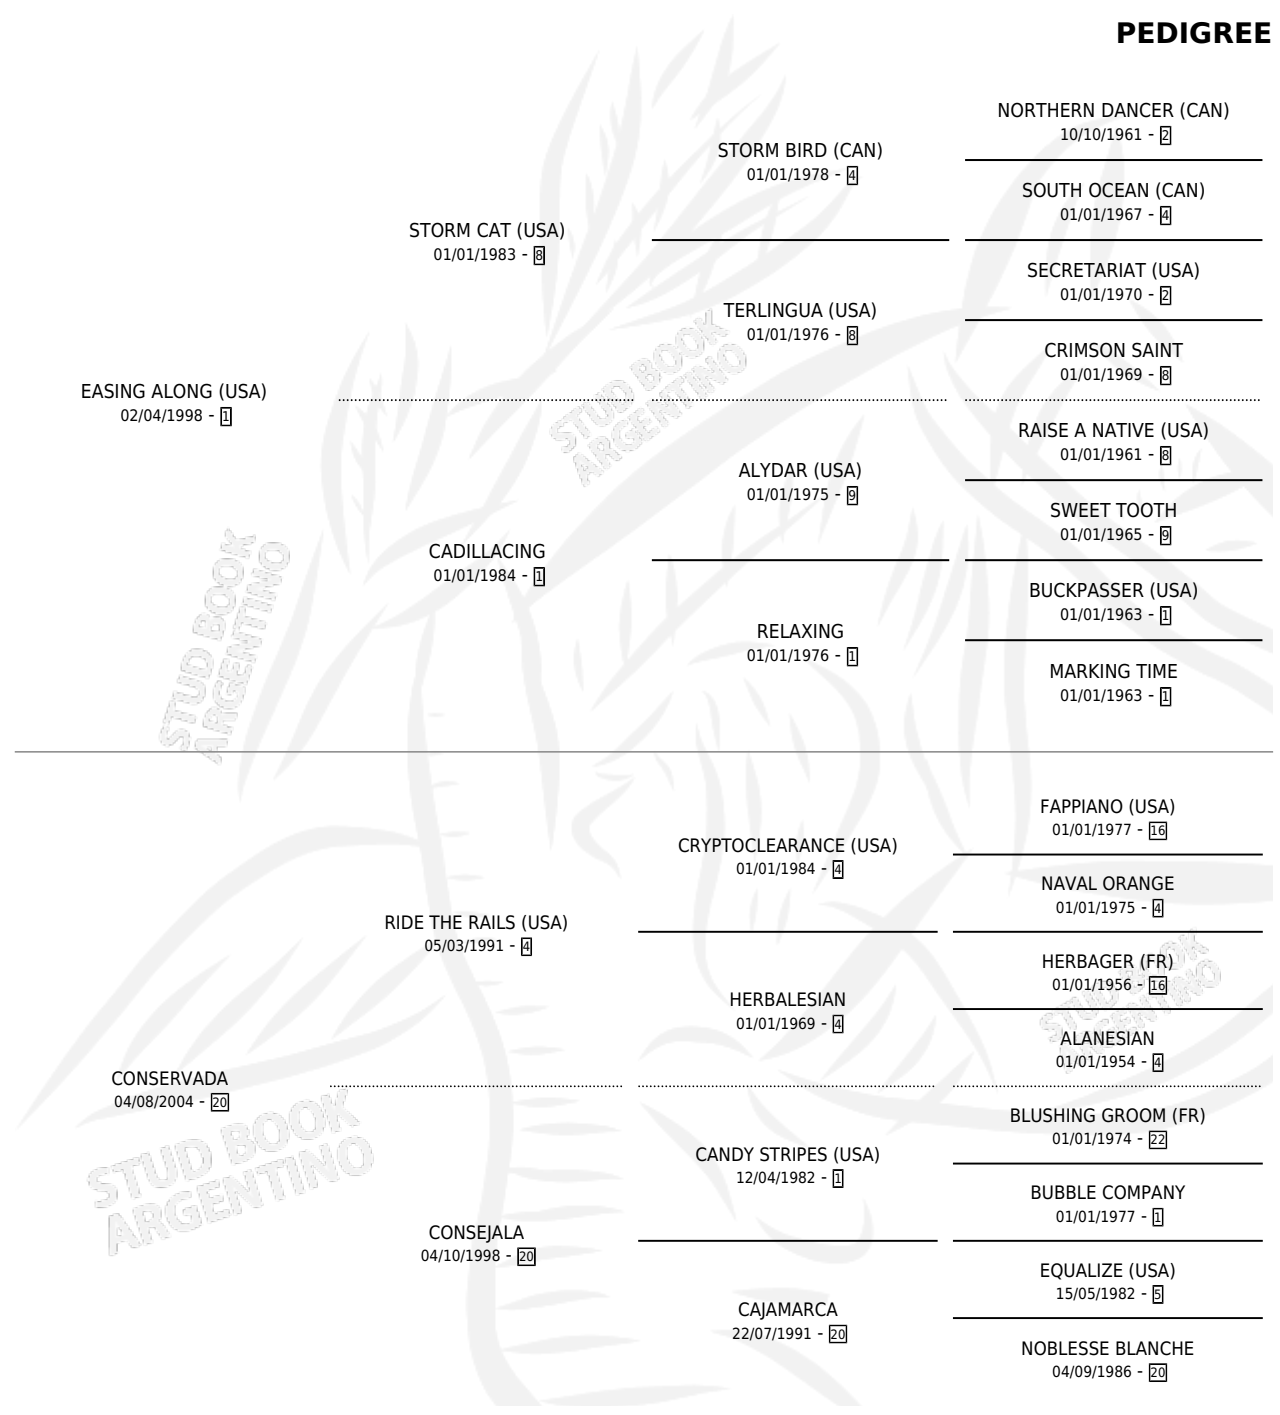 PEDIGREE
NORTHERN DANCER (CAN)
10/10/1961 - 2
STORM BIRD (CAN)
01/01/1978 - 4
SOUTH OCEAN (CAN)
01/01/1967 - 4
STORM CAT (USA)
01/01/1983 - 8
SECRETARIAT (USA)
01/01/1970 - 2
TERLINGUA (USA)
01/01/1976 - 8
CRIMSON SAINT
01/01/1969 - 8
EASING ALONG (USA)
02/04/1998 - 1
RAISE A NATIVE (USA)
01/01/1961 - 8
ALYDAR (USA)
01/01/1975 - 9
SWEET TOOTH
01/01/1965 - 9
CADILLACING
01/01/1984 - 1
BUCKPASSER (USA)
01/01/1963 - 1
RELAXING
01/01/1976 - 1
MARKING TIME
01/01/1963 - 1
FAPPIANO (USA)
01/01/1977 - 16
CRYPTOCLEARANCE (USA)
01/01/1984 - 4
NAVAL ORANGE
01/01/1975 - 4
RIDE THE RAILS (USA)
05/03/1991 - 4
HERBAGER (FR)
01/01/1956 - 16
HERBALESIAN
01/01/1969 - 4
ALANESIAN
01/01/1954 - 4
CONSERVADA
04/08/2004 - 20
BLUSHING GROOM (FR)
01/01/1974 - 22
CANDY STRIPES (USA)
12/04/1982 - 1
BUBBLE COMPANY
01/01/1977 - 1
CONSEJALA
04/10/1998 - 20
EQUALIZE (USA)
15/05/1982 - 5
CAJAMARCA
22/07/1991 - 20
NOBLESSE BLANCHE
04/09/1986 - 20
STUD BOOK
ARGENTINO
STUD BOOK
ARGENTINO
STUD BOOK
ARGENTINO
STUD BOOK
ARGENTINO